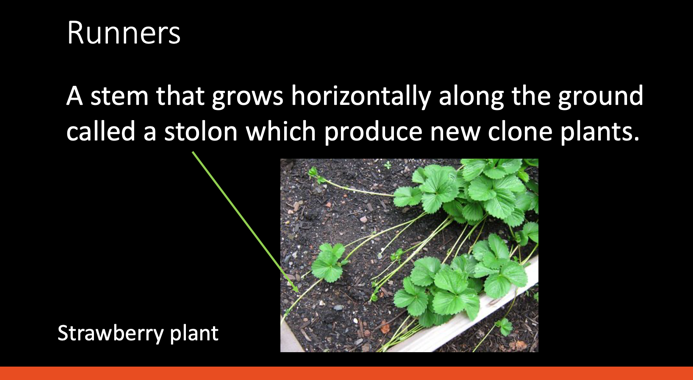 Runners
A stem that grows horizontally along the ground
called a stolon which produce new clone plants.
Strawberry plant